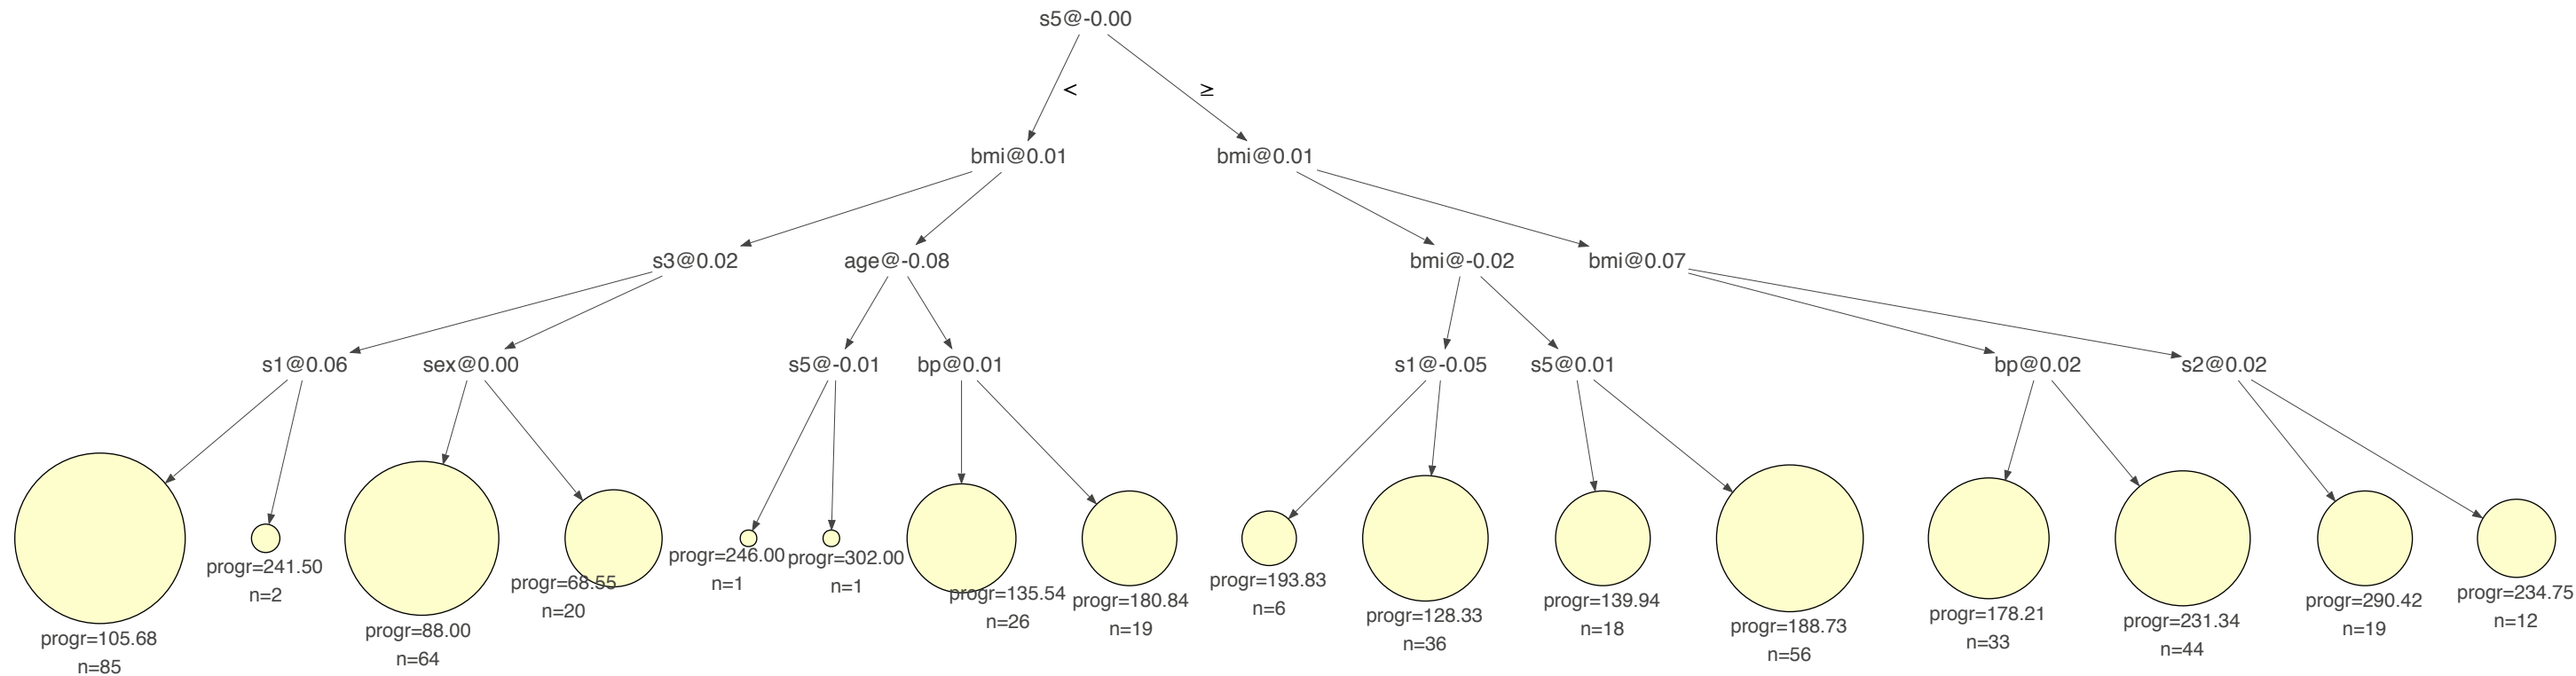 s5@-0.00
<
≥
bmi@0.01
bmi@0.01
s3@0.02
age@-0.08
bmi@-0.02
bmi@0.07
s1@0.06
sex@0.00
s5@-0.01
bp@0.01
s1@-0.05
s5@0.01
bp@0.02
s2@0.02
progr=105.68
n=85
progr=241.50
n=2
progr=88.00
n=64
progr=68.55
n=20
progr=246.00
n=1
progr=302.00
n=1
progr=135.54
n=26
progr=180.84
n=19
progr=193.83
n=6
progr=128.33
n=36
progr=139.94
n=18
progr=188.73
n=56
progr=178.21
n=33
progr=231.34
n=44
progr=290.42
n=19
progr=234.75
n=12